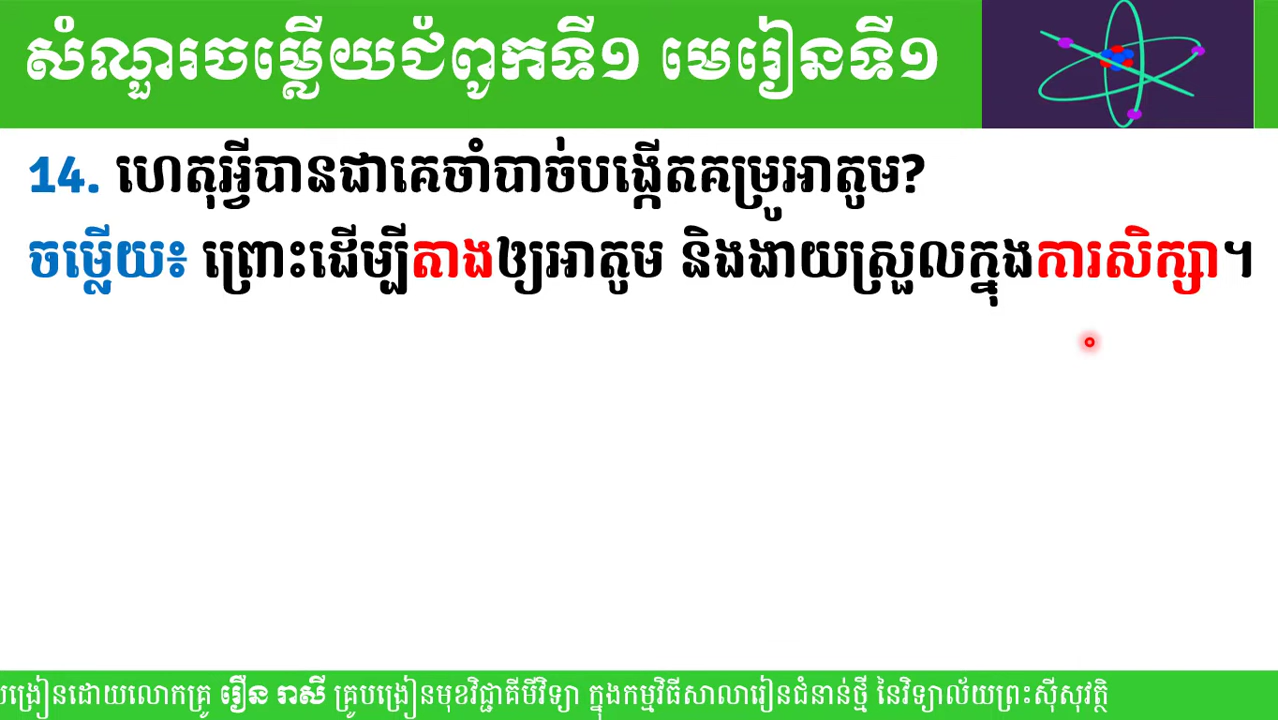 សំណួរចម្លើយជំពូកទី១ មេរៀនទី១
14. ហេតុអ្វីបានជាគេចាំបាច់បង្កើតគម្រូអាតូម?
ចម្លើយ៖ ព្រោះដើម្បីតាងឲ្យអាតូម និងងាយស្រួលក្នុងការសិក្សា។
បង្រៀនដោយលោកគ្រូ រឿន រាសី គ្រូបង្រៀនមុខវិជ្ជាគីមីវិទ្យា ក្នុងកម្មវិធីសាលារៀនជំនាន់ថ្មី នៃវិទ្យាល័យព្រះស៊ីសុវត្ថិ